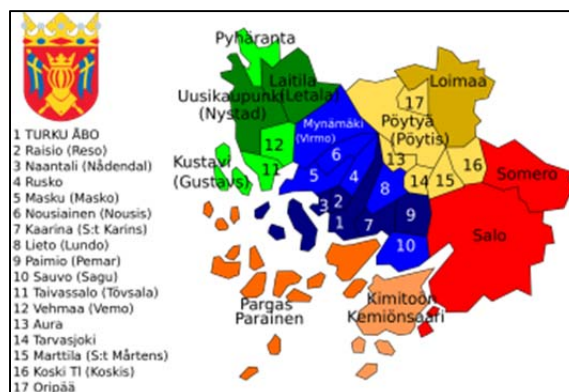 Pyhäranta
Laitila
(Letala)
Uusikaupunki
(Nystad)
Loimaa
17
Pöytyä
(Pöytis)
Mynämäki
(Virmo)
12
6
13
16
Kustavi
(Gustavs)
11
5
4
8
14
15
Somero
3
2
1
7
9
10
Salo
Pargas
Parainen
Kimitoön
Kemiönsaari
1 TURKU ÅBO
2 Raisio (Reso)
3 Naantali (Nådendal)
4 Rusko
5 Masku (Masko)
6 Nousiainen (Nousis)
7 Kaarina (S:t Karins)
8 Lieto (Lundo)
9 Paimio (Pemar)
10 Sauvo (Sagu)
11 Taivassalo (Tövsala)
12 Vehmaa (Vemo)
13 Aura
14 Tarvasjoki
15 Marttila (S:t Mårtens)
16 Koski Tl (Koskis)
17 Oripää